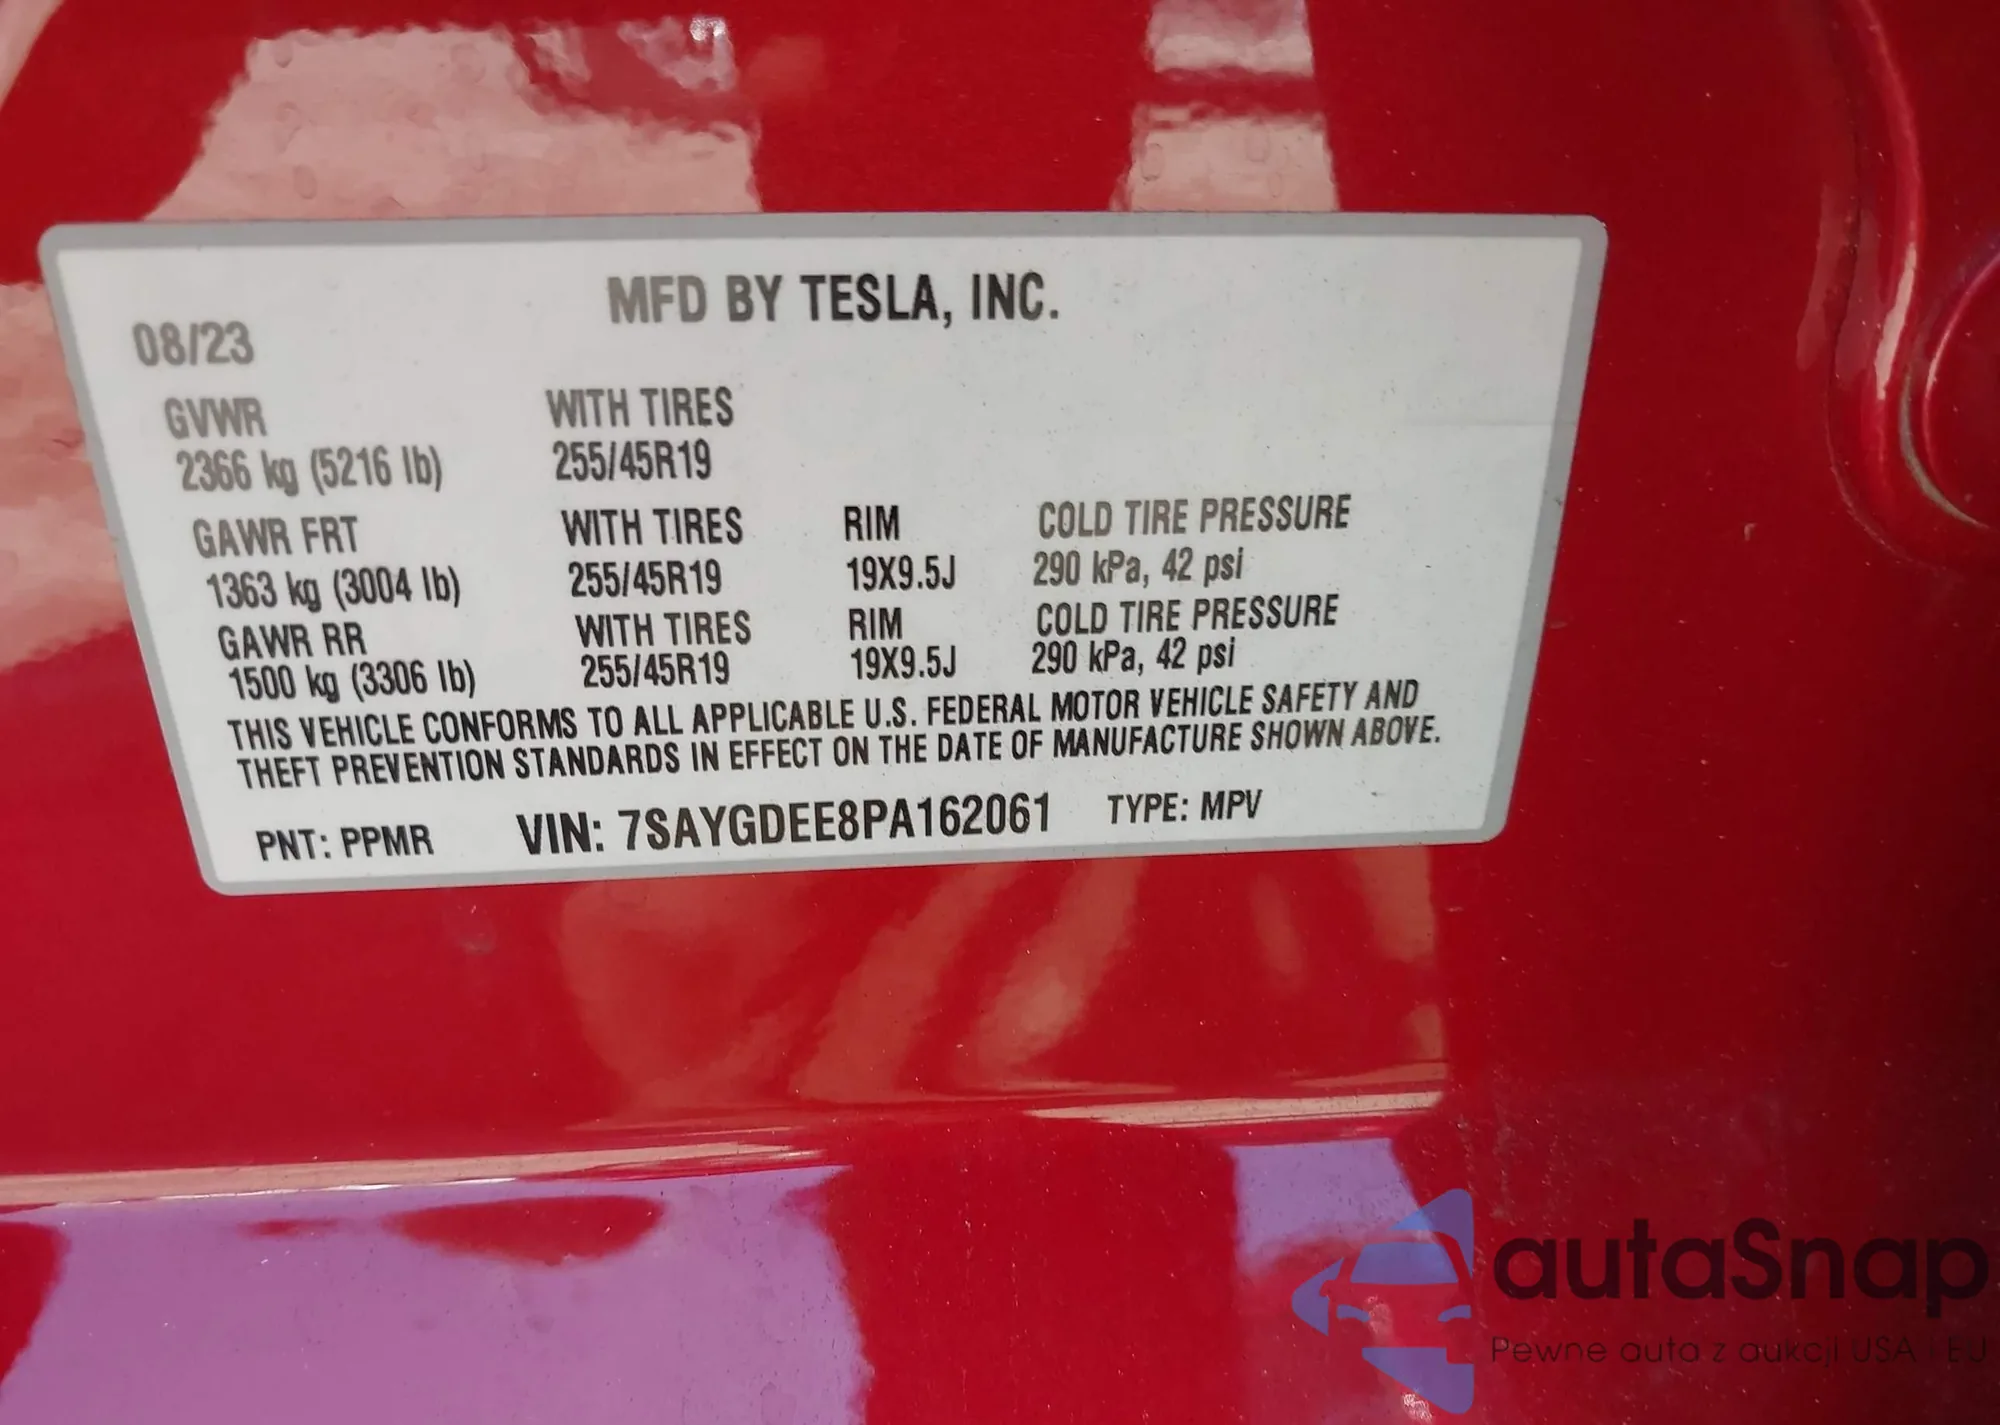 MFD BY TESLA, INC.
08/23
GVWR WITH TIRES
2366 kg (5216 lb) 255/45R19
GAWR FRT WITH TIRES RIM COLD TIRE PRESSURE
1363 kg (3004 lb) 255/45R19 19X9.5J 290 kPa, 42 psi
GAWR RR WITH TIRES RIM COLD TIRE PRESSURE
1500 kg (3306 lb) 255/45R19 19X9.5J 290 kPa, 42 psi
THIS VEHICLE CONFORMS TO ALL APPLICABLE U.S. FEDERAL MOTOR VEHICLE SAFETY AND
THEFT PREVENTION STANDARDS IN EFFECT ON THE DATE OF MANUFACTURE SHOWN ABOVE.
PNT: PPMR VIN: 7SAYGDEE8PA162061 TYPE: MPV
autaSnap
Pewne auta z aukcji USA i EU